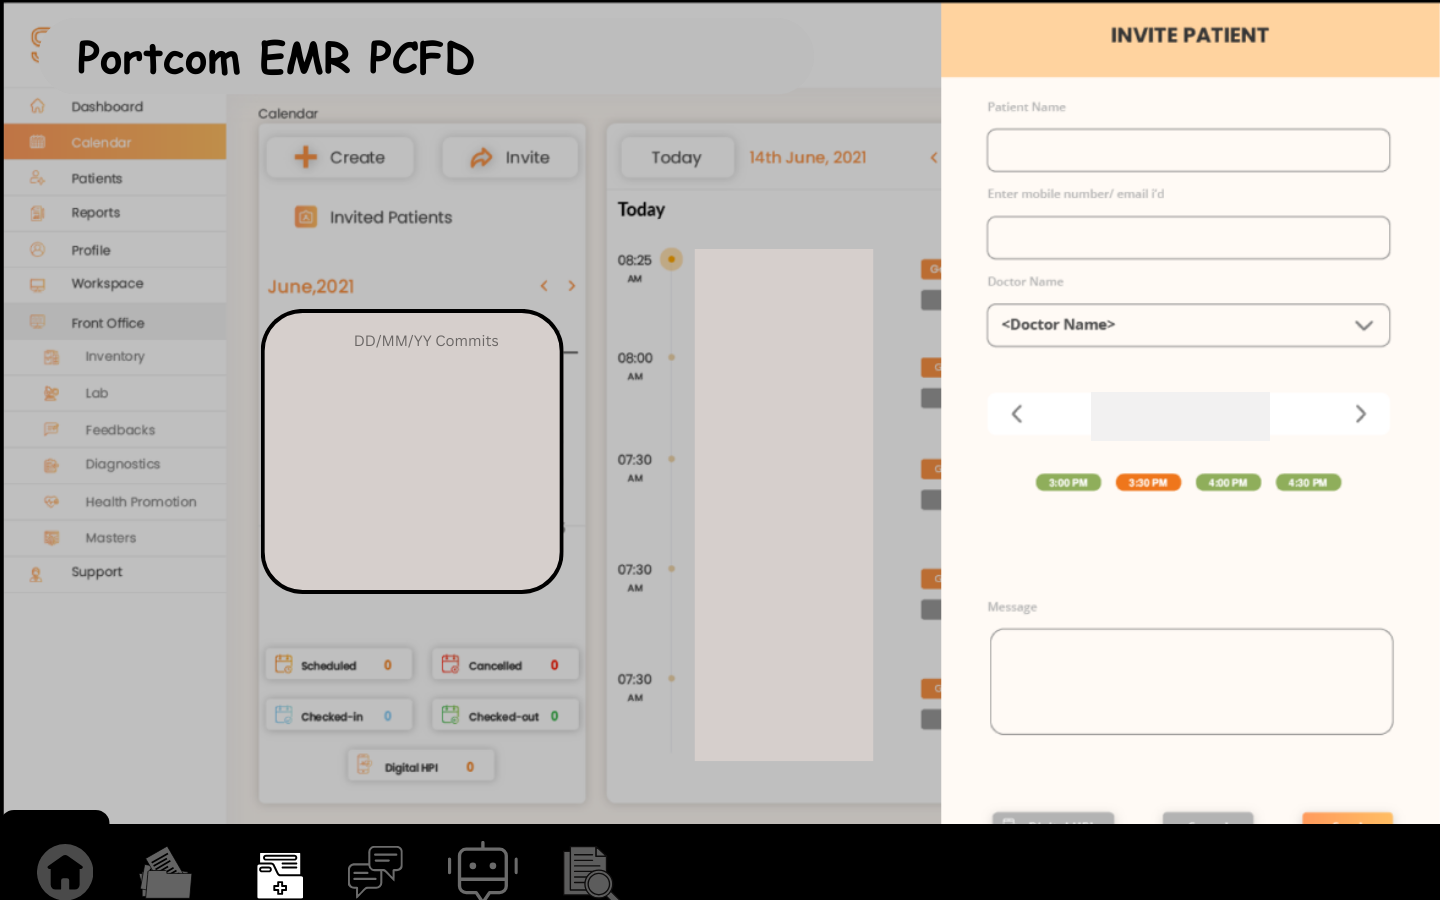 Portcom EMR PCFD
INVITE PATIENT
Dashboard
Calendar
Patients
Reports
Profile
Workspace
Front Office
Inventory
Lab
Feedbacks
Diagnostics
Health Promotion
Masters
Support
Calendar
Create
Invite
Invited Patients
June,2021
DD/MM/YY Commits
Scheduled 0
Cancelled 0
Checked-in 0
Checked-out 0
Digital HPI 0
Today
14th June, 2021
Today
08:25
AM
08:00
AM
07:30
AM
07:30
AM
07:30
AM
Patient Name
Enter mobile number/ email i'd
Doctor Name
<Doctor Name>
3:00 PM
3:30 PM
4:00 PM
4:30 PM
Message